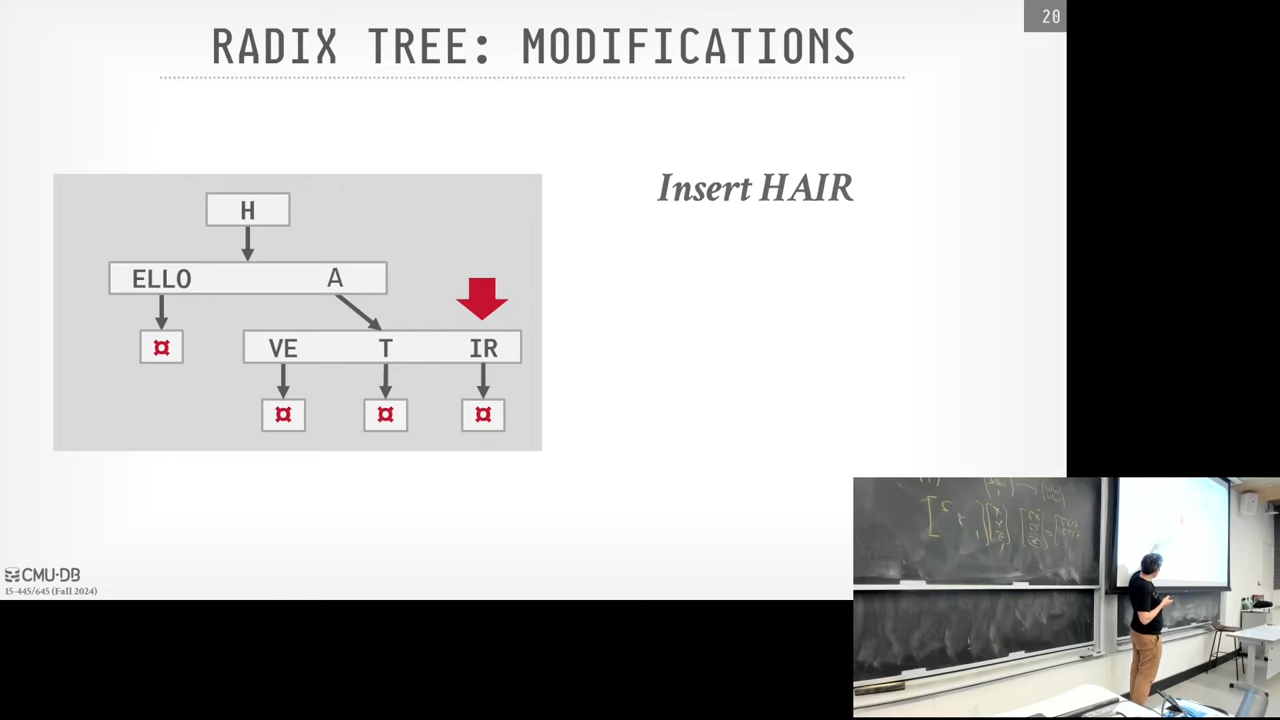 20
RADIX TREE: MODIFICATIONS
Insert HAIR
H
ELLO A
¤ VE T IR
¤ ¤ ¤
CMU·DB
15-445/645 (Fall 2024)